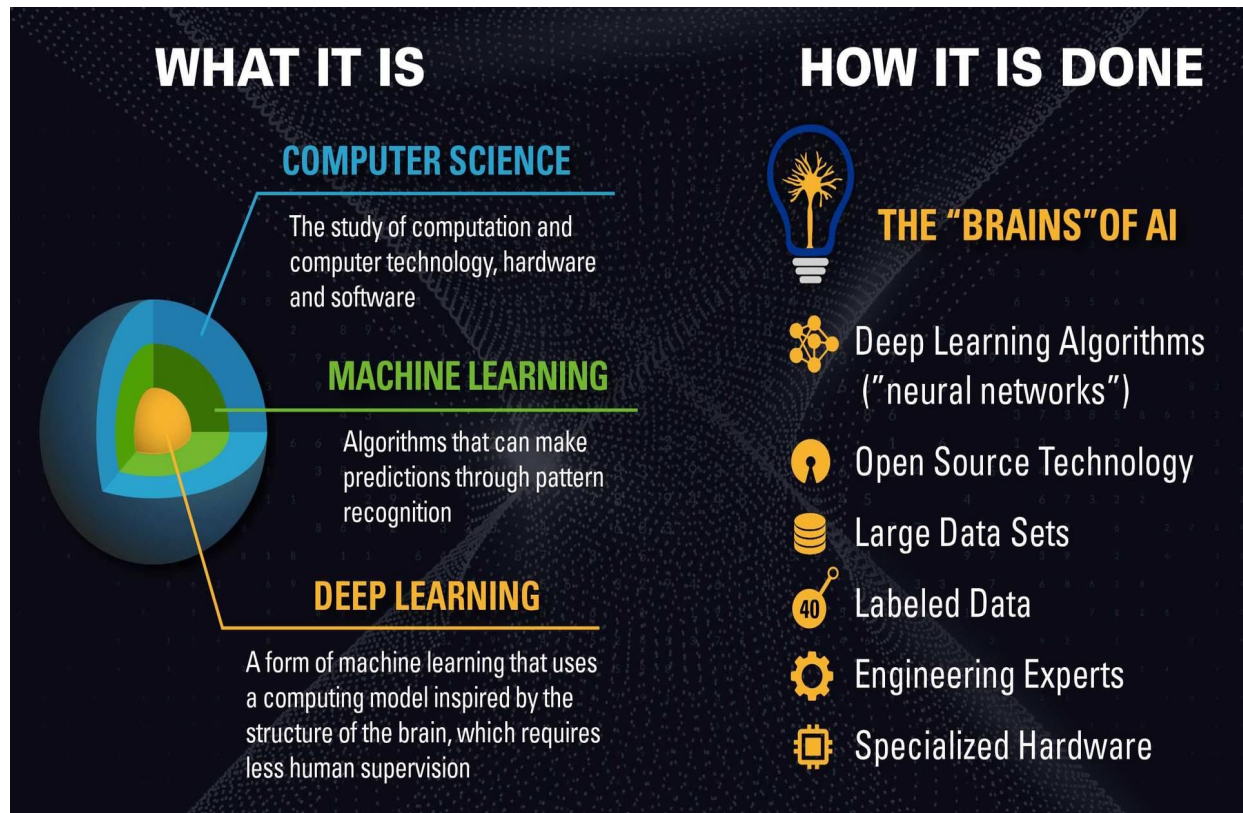 WHAT IT IS
COMPUTER SCIENCE
The study of computation and
computer technology, hardware
and software
MACHINE LEARNING
Algorithms that can make
predictions through pattern
recognition
DEEP LEARNING
A form of machine learning that uses
a computing model inspired by the
structure of the brain, which requires
less human supervision
HOW IT IS DONE
THE “BRAINS”OF AI
Deep Learning Algorithms
(”neural networks”)
Open Source Technology
Large Data Sets
40
Labeled Data
Engineering Experts
Specialized Hardware